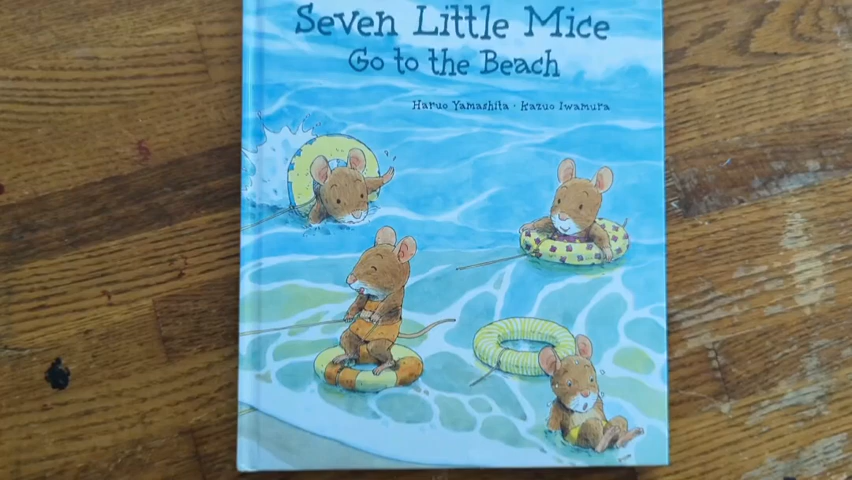 Seven Little Mice
Go to the Beach
Haruo Yamashita · Kazuo Iwamura